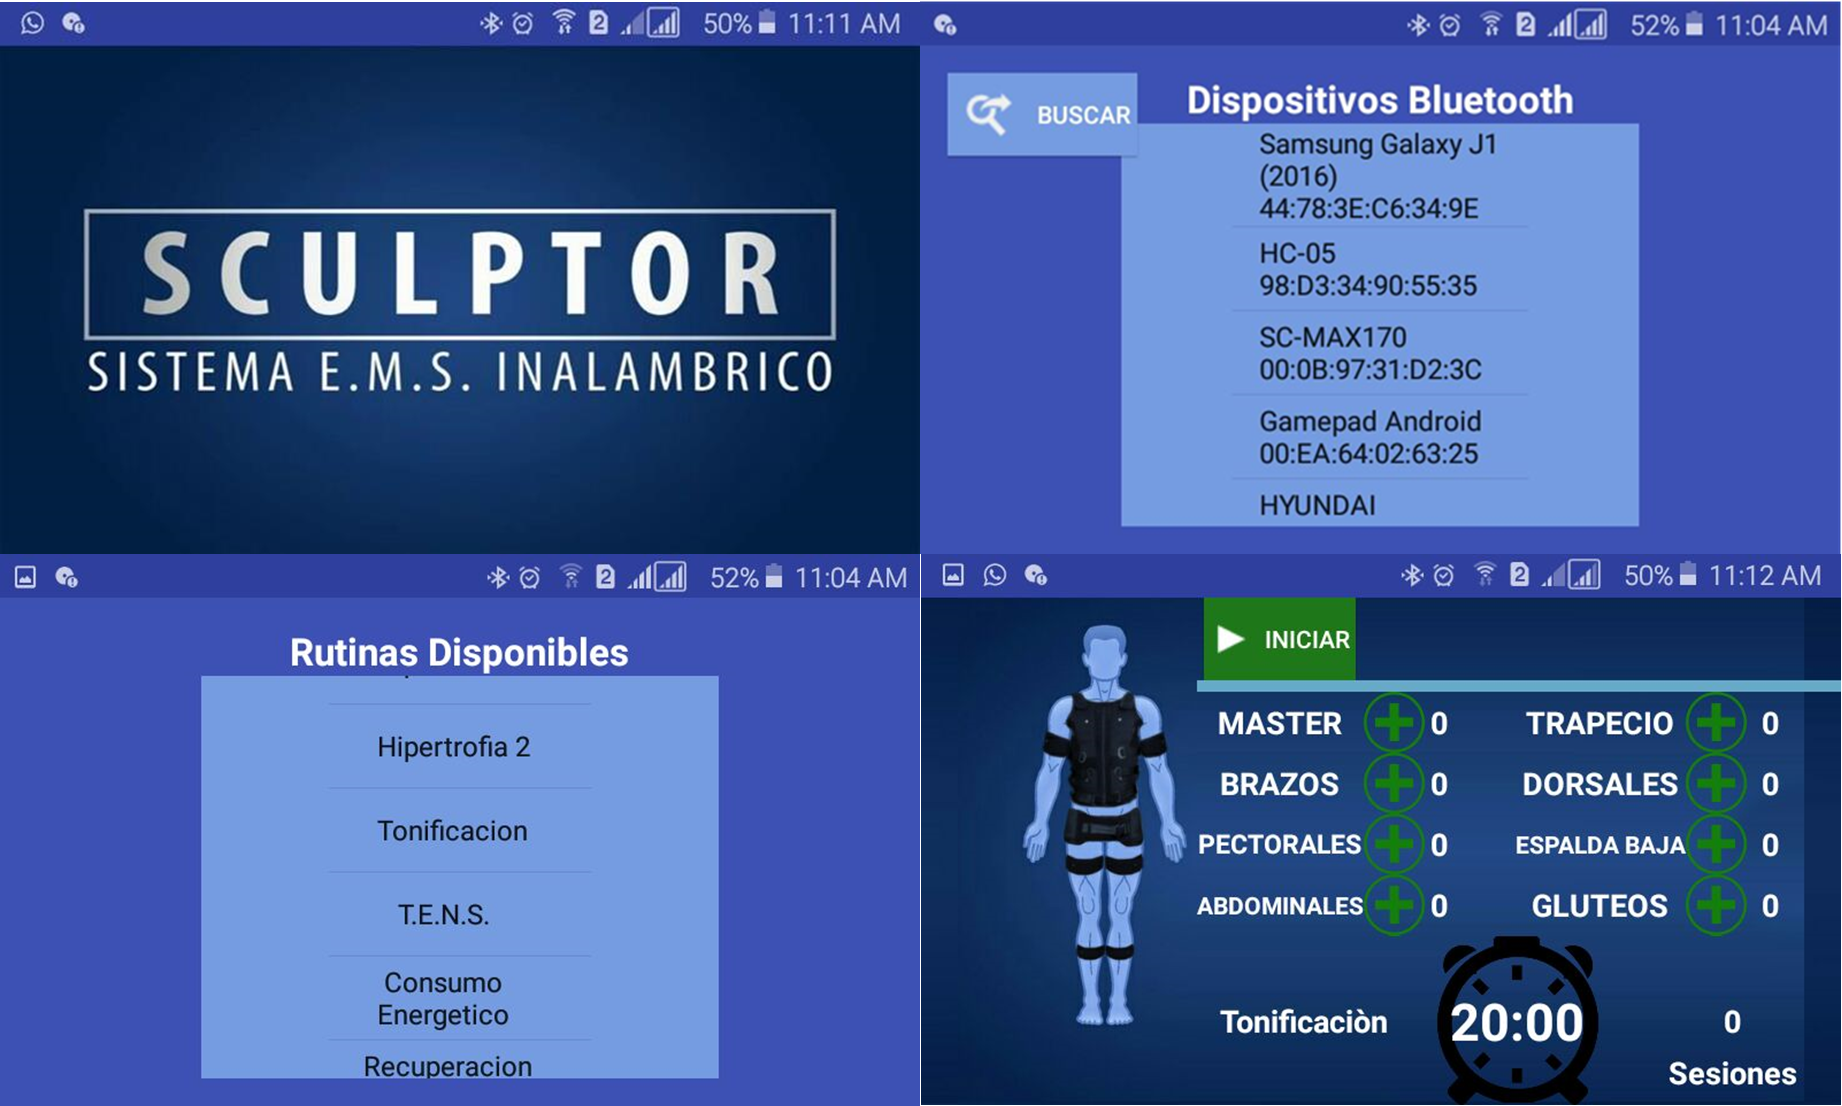 50% 11:11 AM
SCULPTOR
SISTEMA E.M.S. INALAMBRICO
2
52% 11:04 AM
BUSCAR
Dispositivos Bluetooth
Samsung Galaxy J1
(2016)
44:78:3E:C6:34:9E
HC-05
98:D3:34:90:55:35
SC-MAX170
00:0B:97:31:D2:3C
Gamepad Android
00:EA:64:02:63:25
HYUNDAI
2
52% 11:04 AM
Rutinas Disponibles
Hipertrofia 2
Tonificacion
T.E.N.S.
Consumo
Energetico
Recuperacion
2
50% 11:12 AM
INICIAR
MASTER 0 TRAPECIO 0
BRAZOS 0 DORSALES 0
PECTORALES 0 ESPALDA BAJA 0
ABDOMINALES 0 GLUTEOS 0
Tonificaciòn 20:00 0
Sesiones